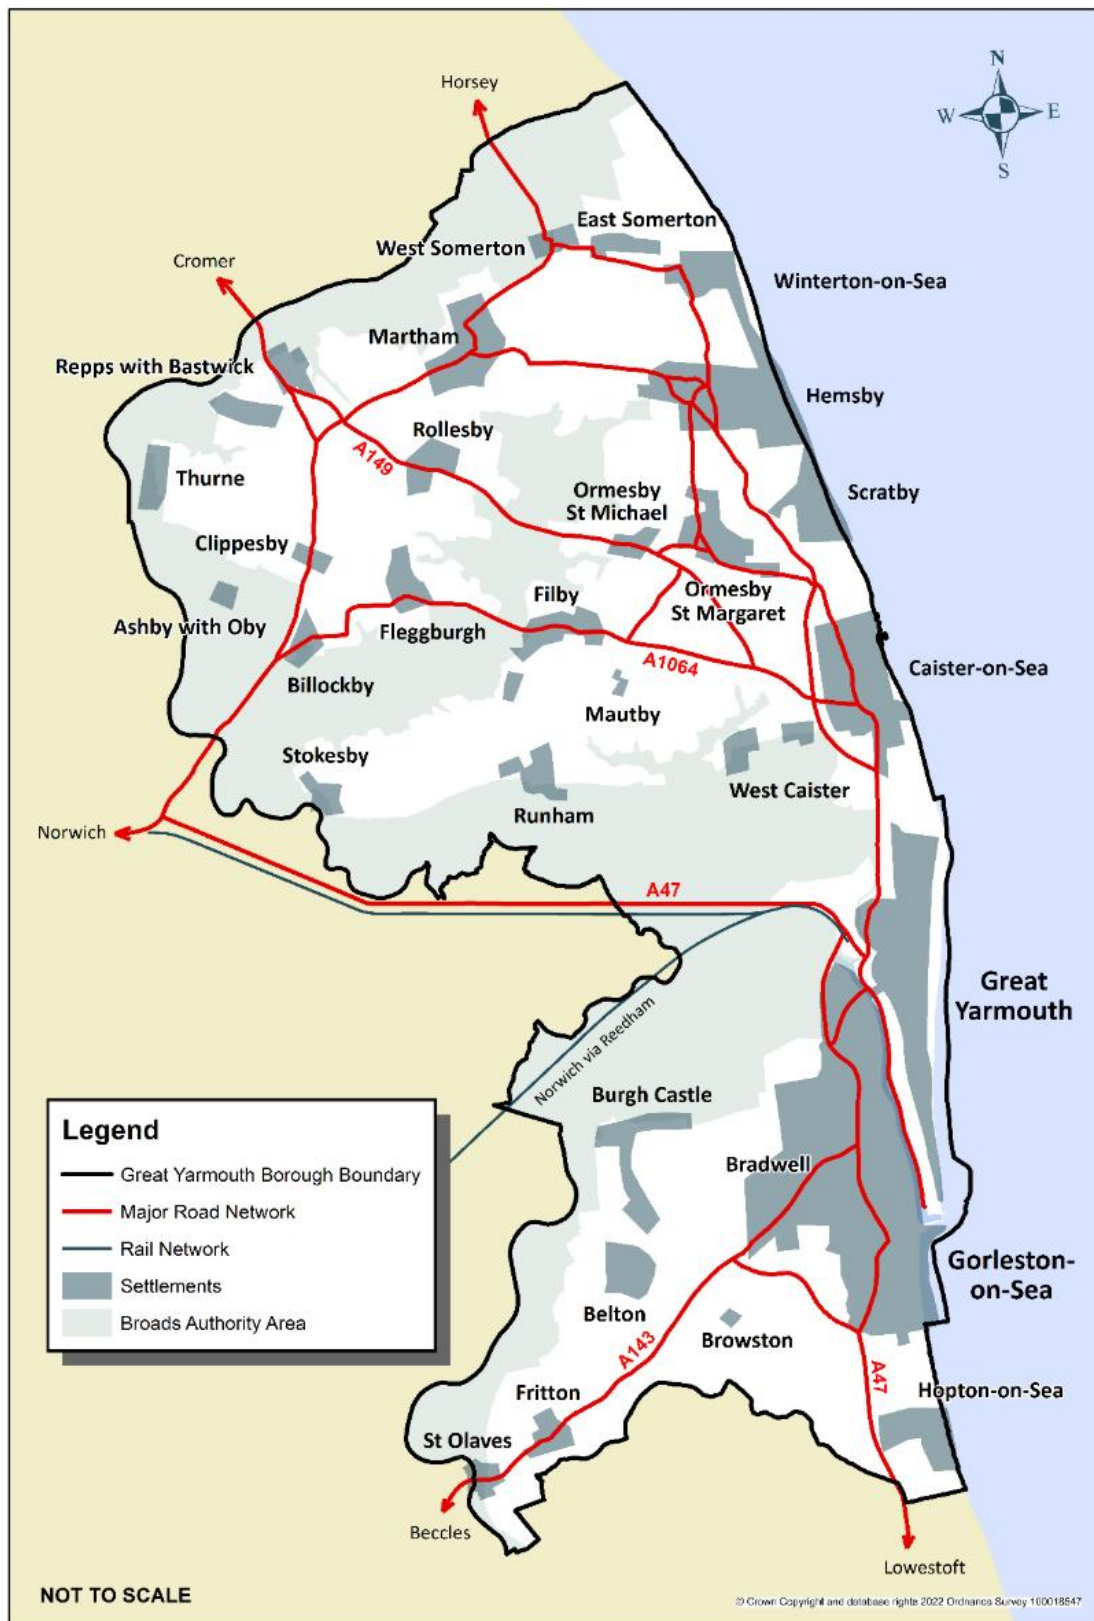 N
W
E
S
Horsey
East Somerton
West Somerton
Cromer
Winterton-on-Sea
Martham
Repps with Bastwick
Hemsby
Rollesby
A149
Thurne
Ormesby
St Michael
Scratby
Clippesby
Filby
Ormesby
St Margaret
Ashby with Oby
Fleggburgh
A1064
Caister-on-Sea
Billockby
Mautby
Stokesby
West Caister
Runham
Norwich
A47
Great
Yarmouth
Norwich via Reedham
Burgh Castle
Bradwell
Gorleston-
on-Sea
Belton
Browston
A143
A47
Hopton-on-Sea
Fritton
St Olaves
Beccles
Lowestoft
Legend
Great Yarmouth Borough Boundary
Major Road Network
Rail Network
Settlements
Broads Authority Area
NOT TO SCALE
© Crown Copyright and database rights 2022 Ordnance Survey 100018547